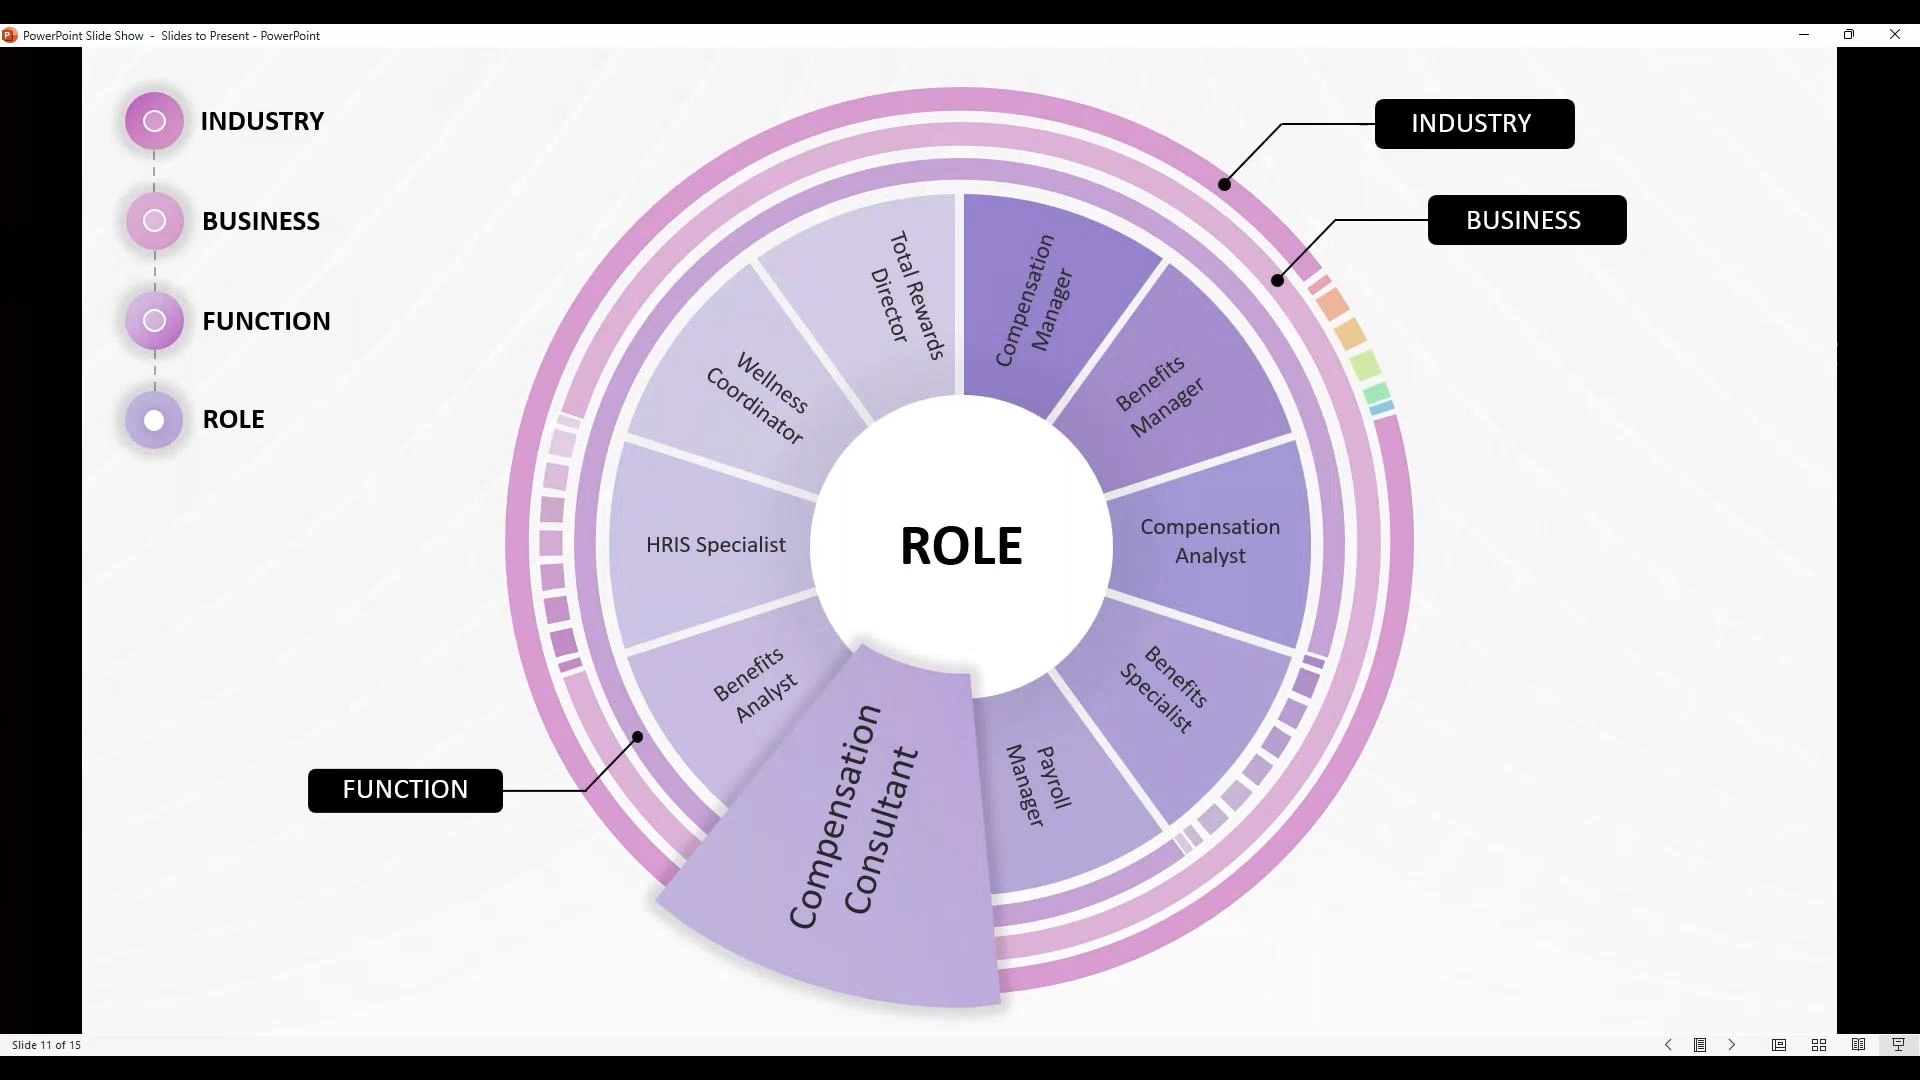 PowerPoint Slide Show - Slides to Present - PowerPoint
INDUSTRY
BUSINESS
FUNCTION
ROLE
INDUSTRY
BUSINESS
Total Rewards
Director
Compensation
Manager
Wellness
Coordinator
Benefits
Manager
HRIS Specialist
ROLE
Compensation
Analyst
Benefits
Analyst
Benefits
Specialist
Compensation
Consultant
Payroll
Manager
FUNCTION
Slide 11 of 15